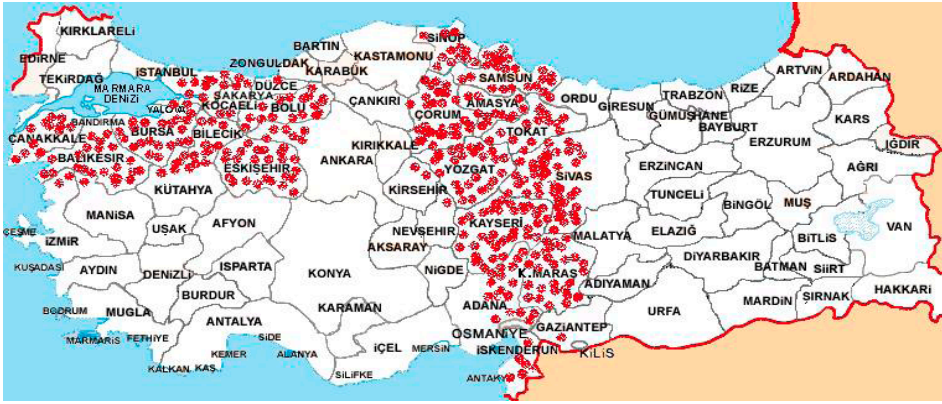 KIRKLARELİ
EDİRNE
TEKİRDAĞ
İSTANBUL
MARMARA
DENİZİ
YALOVA
KOCAELİ
SAKARYA
DÜZCE
ZONGULDAK
BARTIN
KARABÜK
KASTAMONU
SİNOP
SAMSUN
ORDU
GİRESUN
TRABZON
RİZE
ARTVİN
ARDAHAN
BOLU
ÇANKIRI
ÇORUM
AMASYA
TOKAT
GÜMÜŞHANE
BAYBURT
ERZURUM
KARS
IĞDIR
ÇANAKKALE
BANDIRMA
BURSA
BİLECİK
BALIKESİR
ESKİŞEHİR
ANKARA
KIRIKKALE
YOZGAT
SİVAS
ERZİNCAN
AĞRI
KÜTAHYA
KIRŞEHİR
TUNCELİ
BİNGÖL
MUŞ
VAN
MANİSA
UŞAK
AFYON
NEVŞEHİR
KAYSERİ
MALATYA
ELAZIĞ
BİTLİS
ÇEŞME
İZMİR
AKSARAY
DİYARBAKIR
BATMAN
SİİRT
KUŞADASI
AYDIN
DENİZLİ
ISPARTA
KONYA
NİĞDE
K.MARAS
ADIYAMAN
HAKKARİ
BURDUR
KARAMAN
ADANA
URFA
MARDİN
ŞIRNAK
BODRUM
MUGLA
ANTALYA
OSMANİYE
GAZİANTEP
MARMARİS
FETHİYE
SİDE
İÇEL
MERSİN
İSKENDERUN
KİLİS
KALKAN
KAŞ
KEMER
ALANYA
SİLİFKE
ANTAKY